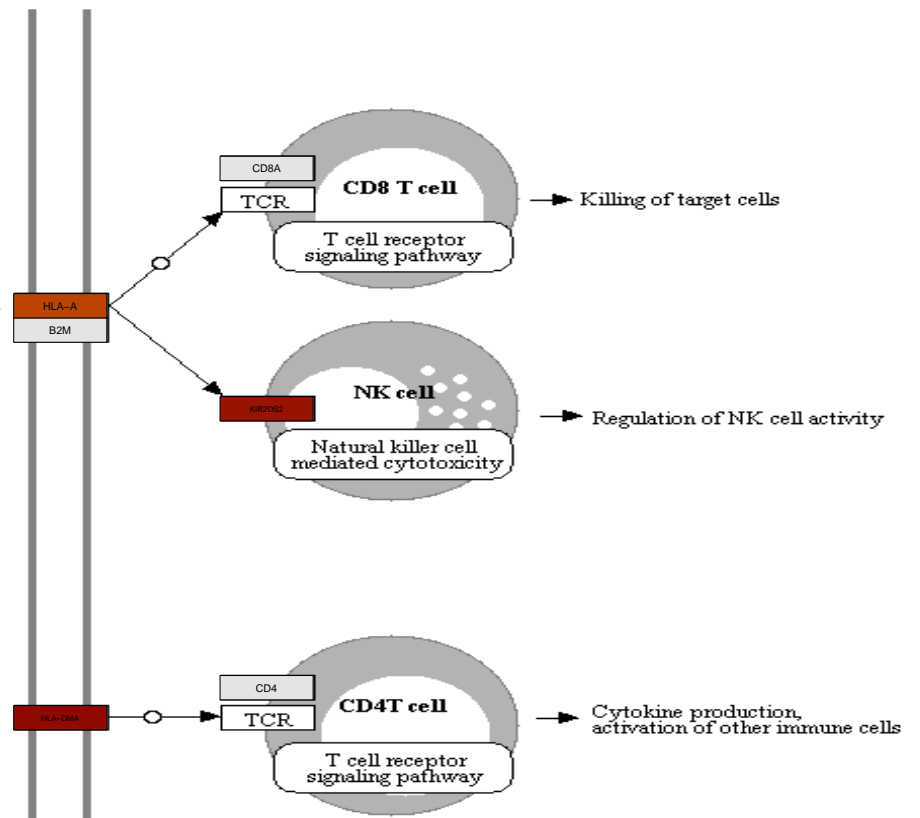 CD8A
TCR
CD8 T cell
T cell receptor
signaling pathway
Killing of target cells
HLA−A
B2M
KIR2DS2
NK cell
Natural killer cell
mediated cytotoxicity
Regulation of NK cell activity
HLA−DMA
CD4
TCR
CD4T cell
T cell receptor
signaling pathway
Cytokine production,
activation of other immune cells